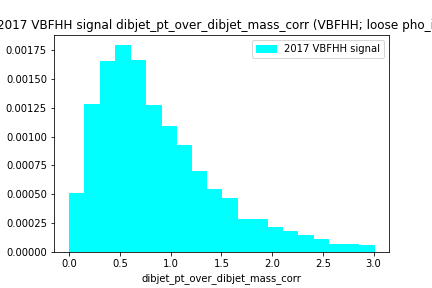 2017 VBFHH signal dibjet_pt_over_dibjet_mass_corr (VBFHH; loose pho_i
2017 VBFHH signal
0.00175
0.00150
0.00125
0.00100
0.00075
0.00050
0.00025
0.00000
0.0 0.5 1.0 1.5 2.0 2.5 3.0
dibjet_pt_over_dibjet_mass_corr